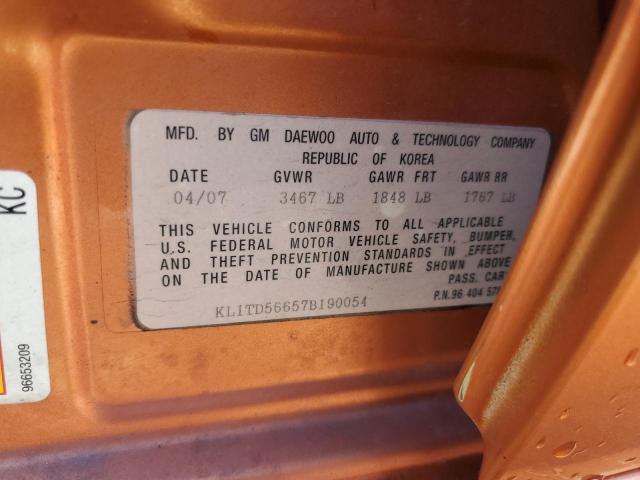 MFD. BY GM DAEWOO AUTO & TECHNOLOGY COMPANY
REPUBLIC OF KOREA
DATE GVWR GAWR FRT GAWR RR
04/07 3467 LB 1848 LB 1767 LB
THIS VEHICLE CONFORMS TO ALL APPLICABLE
U.S. FEDERAL MOTOR VEHICLE SAFETY, BUMPER,
AND THEFT PREVENTION STANDARDS IN EFFECT
ON THE DATE OF MANUFACTURE SHOWN ABOVE
PASS. CAR
P.N.96 404
KL1TD56657B190054
KC
96653209